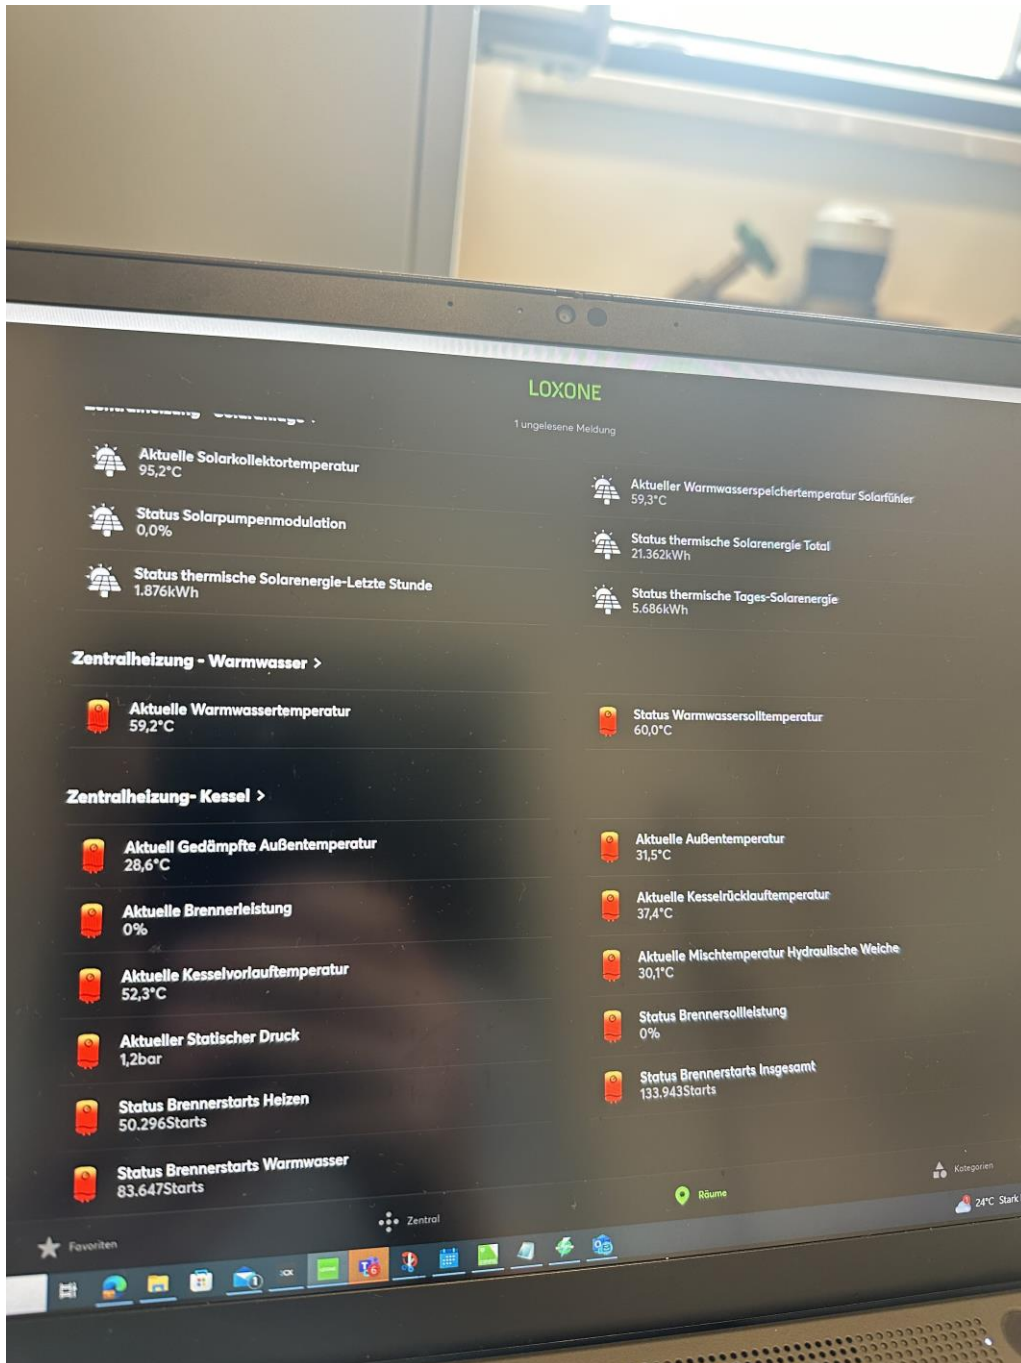 LOXONE
1 ungelesene Meldung
Zentralheizung - Solaranlage >
Aktuelle Solarkollektortemperatur
95,2°C
Aktueller Warmwasserspeichertemperatur Solarfühler
59,3°C
Status Solarpumpenmodulation
0,0%
Status thermische Solarenergie Total
21.362kWh
Status thermische Solarenergie-Letzte Stunde
1.876kWh
Status thermische Tages-Solarenergie
5.686kWh
Zentralheizung - Warmwasser >
Aktuelle Warmwassertemperatur
59,2°C
Status Warmwassersolltemperatur
60,0°C
Zentralheizung- Kessel >
Aktuell Gedämpfte Außentemperatur
28,6°C
Aktuelle Außentemperatur
31,5°C
Aktuelle Brennerleistung
0%
Aktuelle Kesselrücklauftemperatur
37,4°C
Aktuelle Kesselvorlauftemperatur
52,3°C
Aktuelle Mischtemperatur Hydraulische Weiche
30,1°C
Aktueller Statischer Druck
1,2bar
Status Brennersollleistung
0%
Status Brennerstarts Heizen
50.296Starts
Status Brennerstarts Insgesamt
133.943Starts
Status Brennerstarts Warmwasser
83.647Starts
Favoriten
Zentral
Räume
Kategorien
24°C Stark